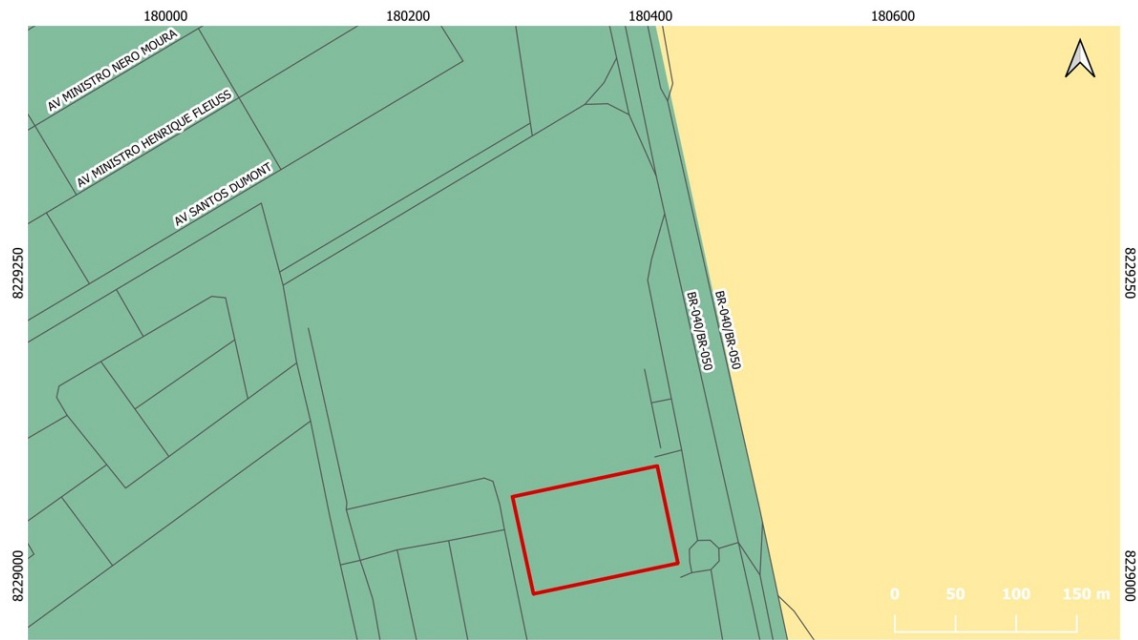 180000 180200 180400 180600
AV MINISTRO NERO MOURA
AV MINISTRO HENRIQUE FLEIUSS
AV SANTOS DUMONT
8229250
8229250
BR-040/BR-050
BR-040/BR-050
8229000
8229000
0 50 100 150 m